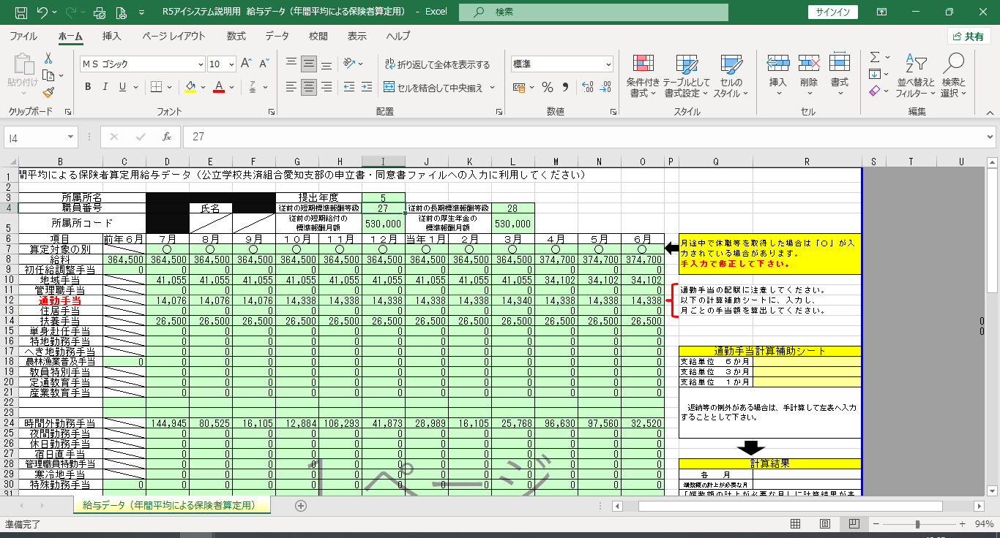 R5アイシステム説明用 給与データ（年間平均による保険者算定用） - Excel
検索
サインイン
ファイル ホーム 挿入 ページ レイアウト 数式 データ 校閲 表示 ヘルプ
共有
貼り付け
ＭＳ ゴシック 10
B I U
折り返して全体を表示する
セルを結合して中央揃え
標準
条件付き書式 テーブルとして書式設定 セルのスタイル
挿入 削除 書式
並べ替えとフィルター 検索と選択
クリップボード フォント 配置 数値 スタイル セル 編集
I4 fx 27
B C D E F G H I J K L M N O P Q R S T U
1 間平均による保険者算定用給与データ（公立学校共済組合愛知支部の申立書・同意書ファイルへの入力に利用してください）
2
3 所属所名 提出年度 5
4 職員番号 氏名 従前の短期標準報酬等級 27 従前の長期標準報酬等級 28
5 所属所コード 従前の短期給付の標準報酬月額 530,000 従前の厚生年金の標準報酬月額 530,000
6 項目 前年６月 ７月 ８月 ９月 １０月 １１月 １２月 当年１月 ２月 ３月 ４月 ５月 ６月
7 算定対象の別 〇 〇 〇 〇 〇 〇 〇 〇 〇 〇 〇 〇
8 給料 364,500 364,500 364,500 364,500 364,500 364,500 364,500 364,500 364,500 364,500 374,700 374,700 374,700
9 初任給調整手当 0 0 0 0 0 0 0 0 0 0 0 0 0
10 地域手当 41,055 41,055 41,055 41,055 41,055 41,055 41,055 41,055 41,055 34,102 34,102 34,102
11 管理職手当 0 0 0 0 0 0 0 0 0 0 0 0
12 通勤手当 14,076 14,076 14,076 14,338 14,338 14,338 14,338 14,338 14,340 14,338 14,338 14,338
13 住居手当 0 0 0 0 0 0 0 0 0 0 0 0
14 扶養手当 26,500 26,500 26,500 26,500 26,500 26,500 26,500 26,500 26,500 26,500 26,500 26,500
15 単身赴任手当 0 0 0 0 0 0 0 0 0 0 0 0
16 特地勤務手当 0 0 0 0 0 0 0 0 0 0 0 0
17 へき地勤務手当 0 0 0 0 0 0 0 0 0 0 0 0
18 農林漁業普及手当 0 0 0 0 0 0 0 0 0 0 0 0 0
19 教員特別手当 0 0 0 0 0 0 0 0 0 0 0 0
20 定通教育手当 0 0 0 0 0 0 0 0 0 0 0 0
21 産業教育手当 0 0 0 0 0 0 0 0 0 0 0 0
22
23
24 時間外勤務手当 144,945 80,525 16,105 12,884 106,293 41,873 28,989 16,105 25,768 96,630 97,560 32,520
25 夜間勤務手当 0 0 0 0 0 0 0 0 0 0 0 0
26 休日勤務手当 0 0 0 0 0 0 0 0 0 0 0 0
27 宿日直手当 0 0 0 0 0 0 0 0 0 0 0 0
28 管理職員特勤手当 0 0 0 0 0 0 0 0 0 0 0 0
29 寒冷地手当 0 0 0 0 0 0 0 0 0 0 0 0
30 特殊勤務手当 0 0 0 0 0 0 0 0 0 0 0 0 0
31
1 ページ
月途中で休職等を取得した場合は「〇」が入
力されている場合があります。
手入力で修正して下さい。
通勤手当の配賦に注意してください。
以下の計算補助シートに、入力し、
月ごとの手当額を算出してください。
0
0
通勤手当計算補助シート
支給単位 ６か月
支給単位 ３か月
支給単位 １か月
返納等の例外がある場合は、手計算して左表へ入力
することとして下さい。
計算結果
各 月
端数額の計上が必要な月
「端数額の計上が必要な月」に計算結果が表
給与データ（年間平均による保険者算定用）
準備完了
94%